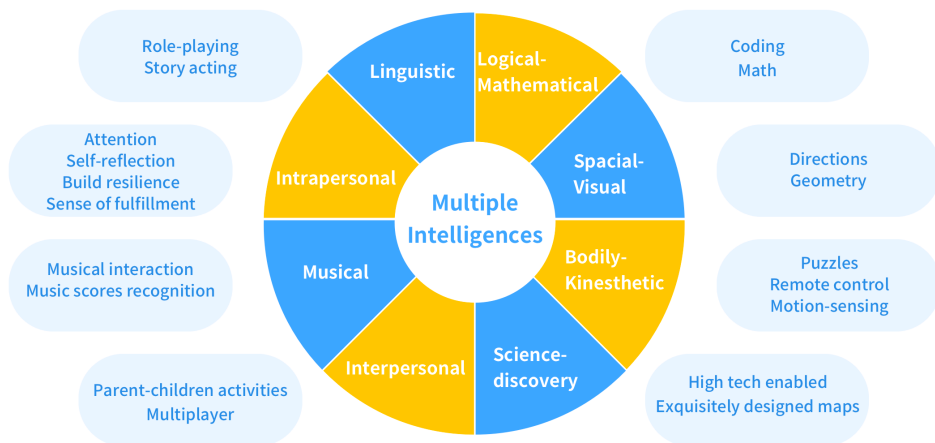 Role-playing
Story acting
Linguistic
Logical-
Mathematical
Coding
Math
Attention
Self-reflection
Build resilience
Sense of fulfillment
Intrapersonal
Spacial-
Visual
Directions
Geometry
Multiple
Intelligences
Musical interaction
Music scores recognition
Musical
Bodily-
Kinesthetic
Puzzles
Remote control
Motion-sensing
Parent-children activities
Multiplayer
Interpersonal
Science-
discovery
High tech enabled
Exquisitely designed maps